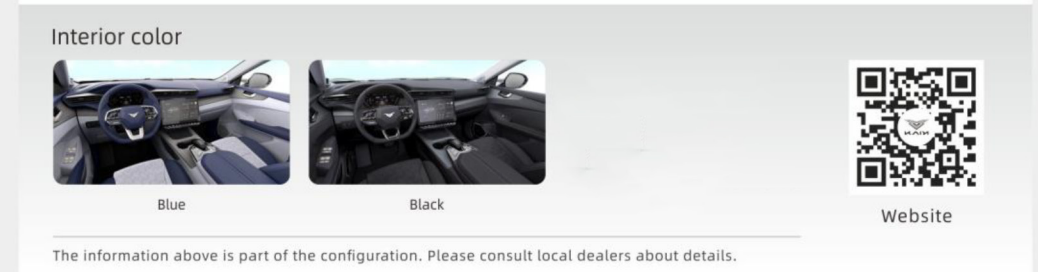 Interior color
Blue
Black
KAIN
Website
The information above is part of the configuration. Please consult local dealers about details.